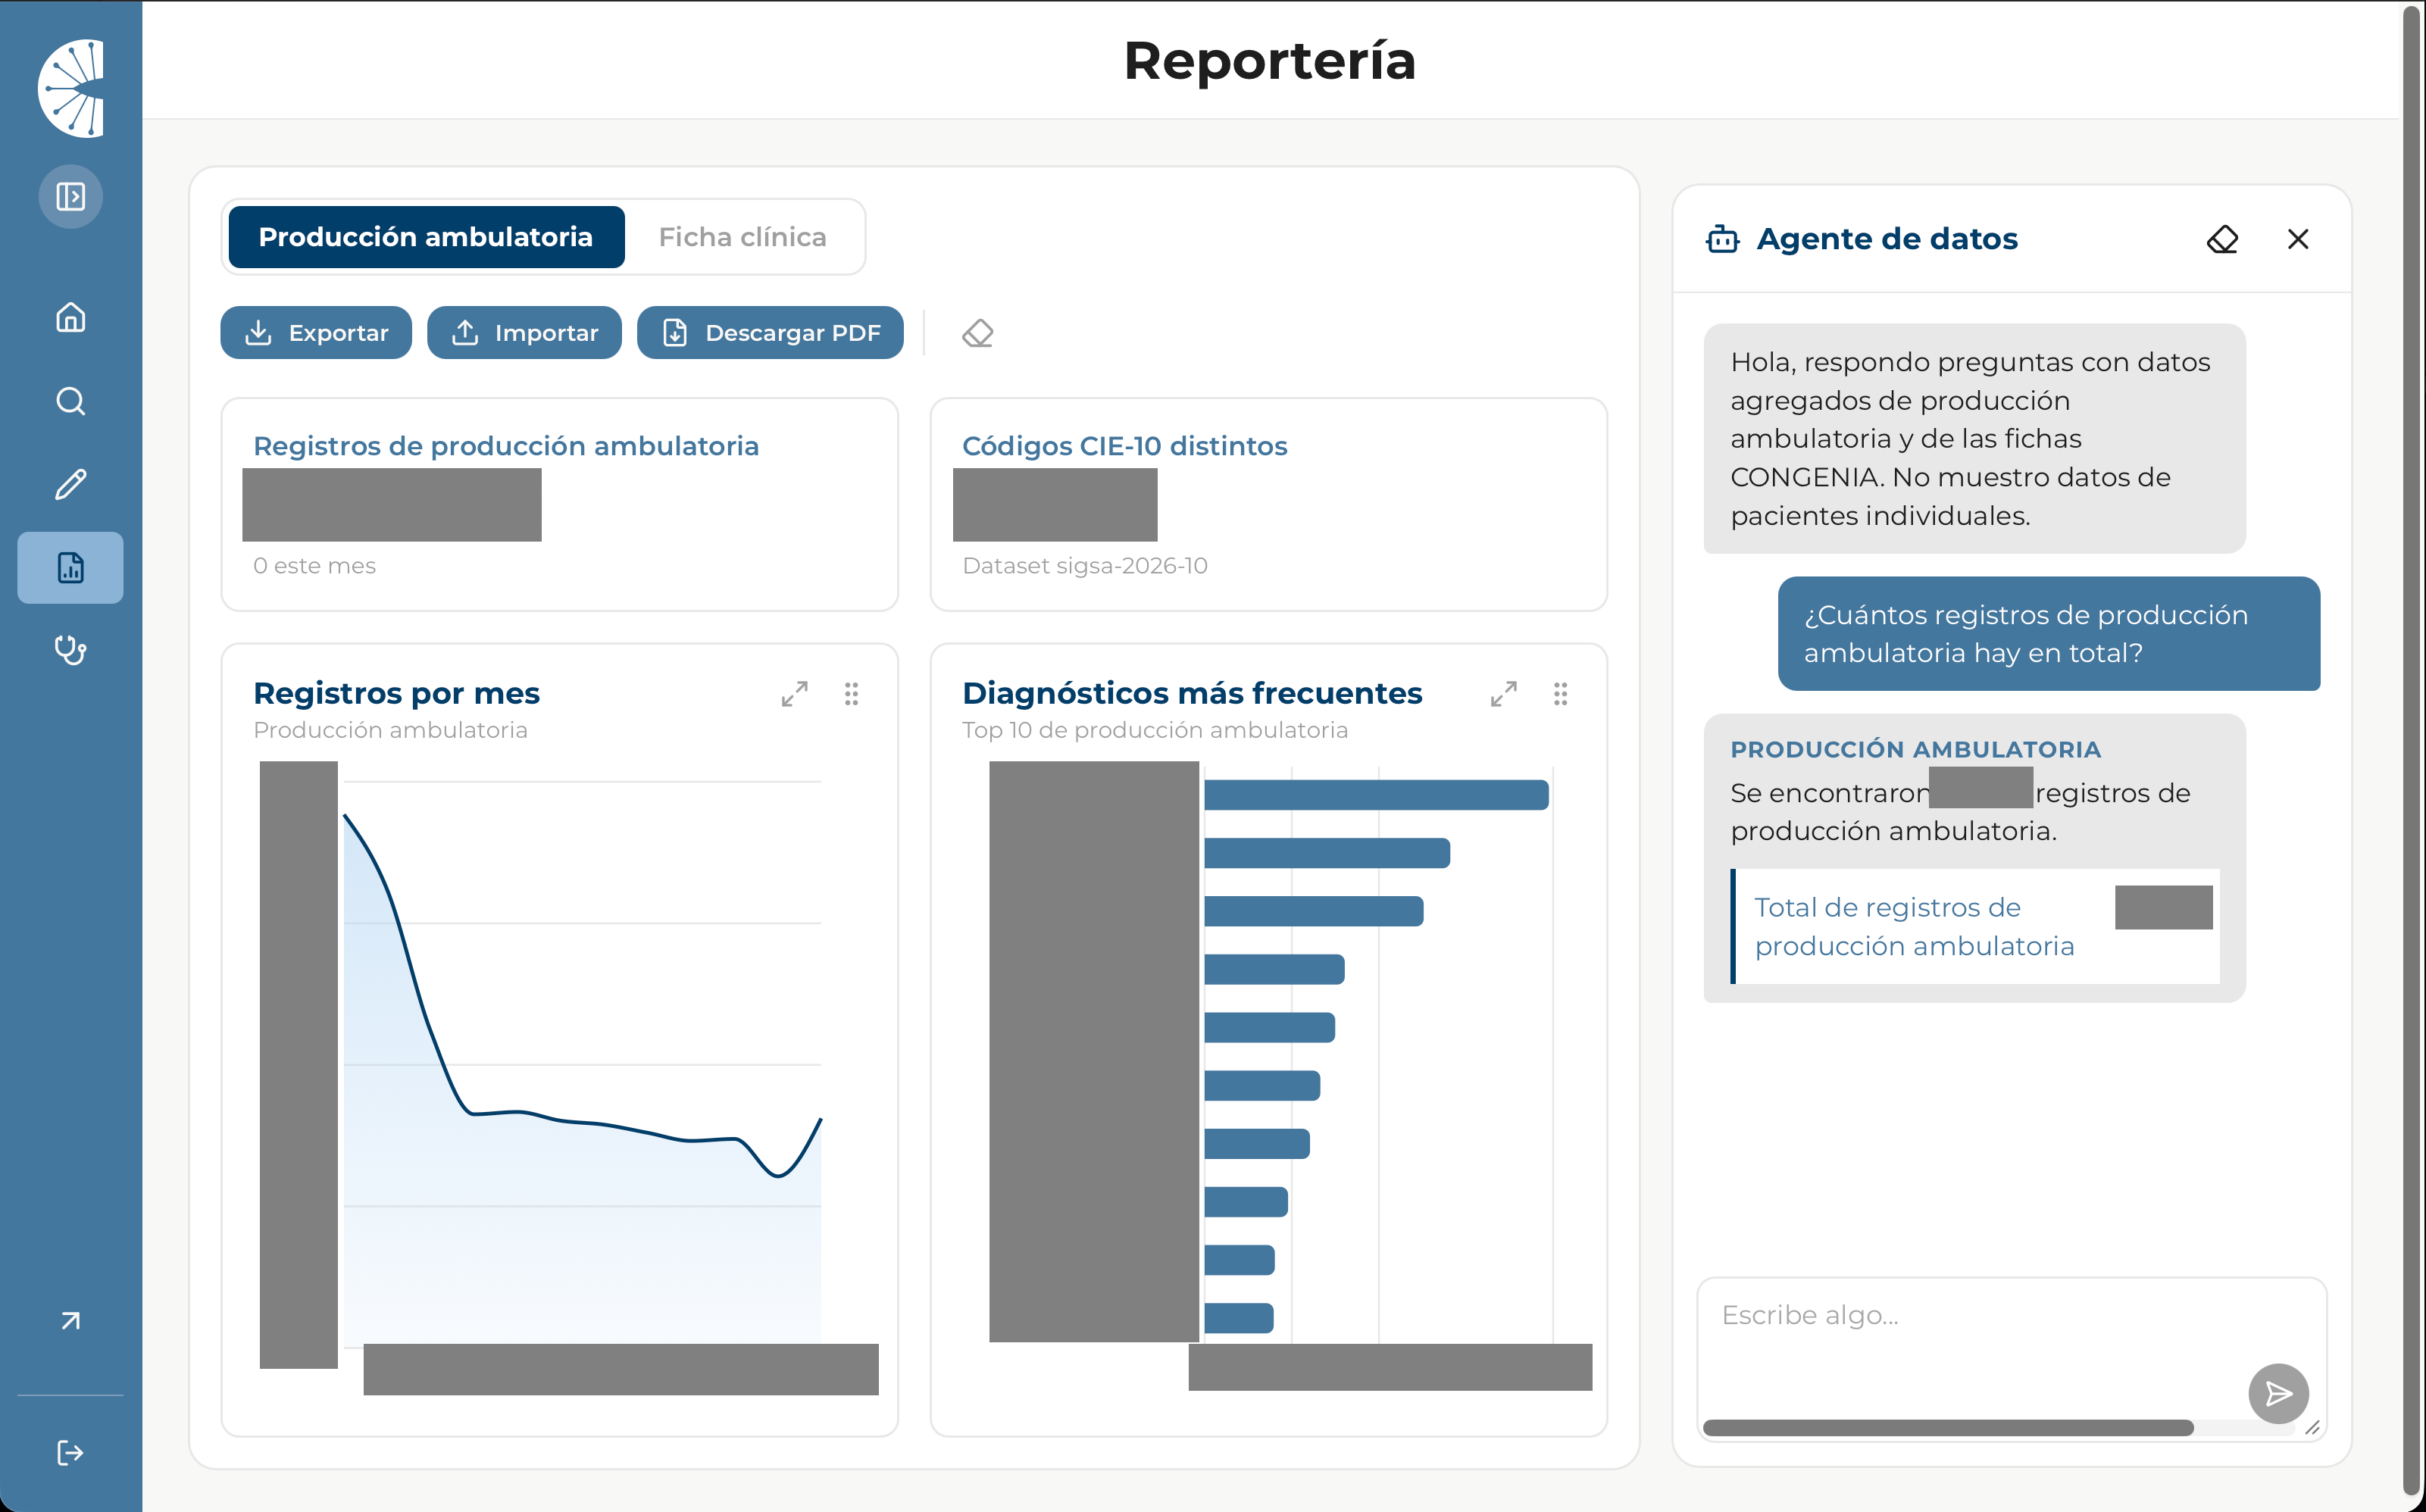 Reportería
Producción ambulatoria
Ficha clínica
Exportar
Importar
Descargar PDF
Registros de producción ambulatoria
0 este mes
Códigos CIE-10 distintos
Dataset sigsa-2026-10
Registros por mes
Producción ambulatoria
Diagnósticos más frecuentes
Top 10 de producción ambulatoria
Agente de datos
Hola, respondo preguntas con datos
agregados de producción
ambulatoria y de las fichas
CONGENIA. No muestro datos de
pacientes individuales.
¿Cuántos registros de producción
ambulatoria hay en total?
PRODUCCIÓN AMBULATORIA
Se encontraron registros de
producción ambulatoria.
Total de registros de
producción ambulatoria
Escribe algo...